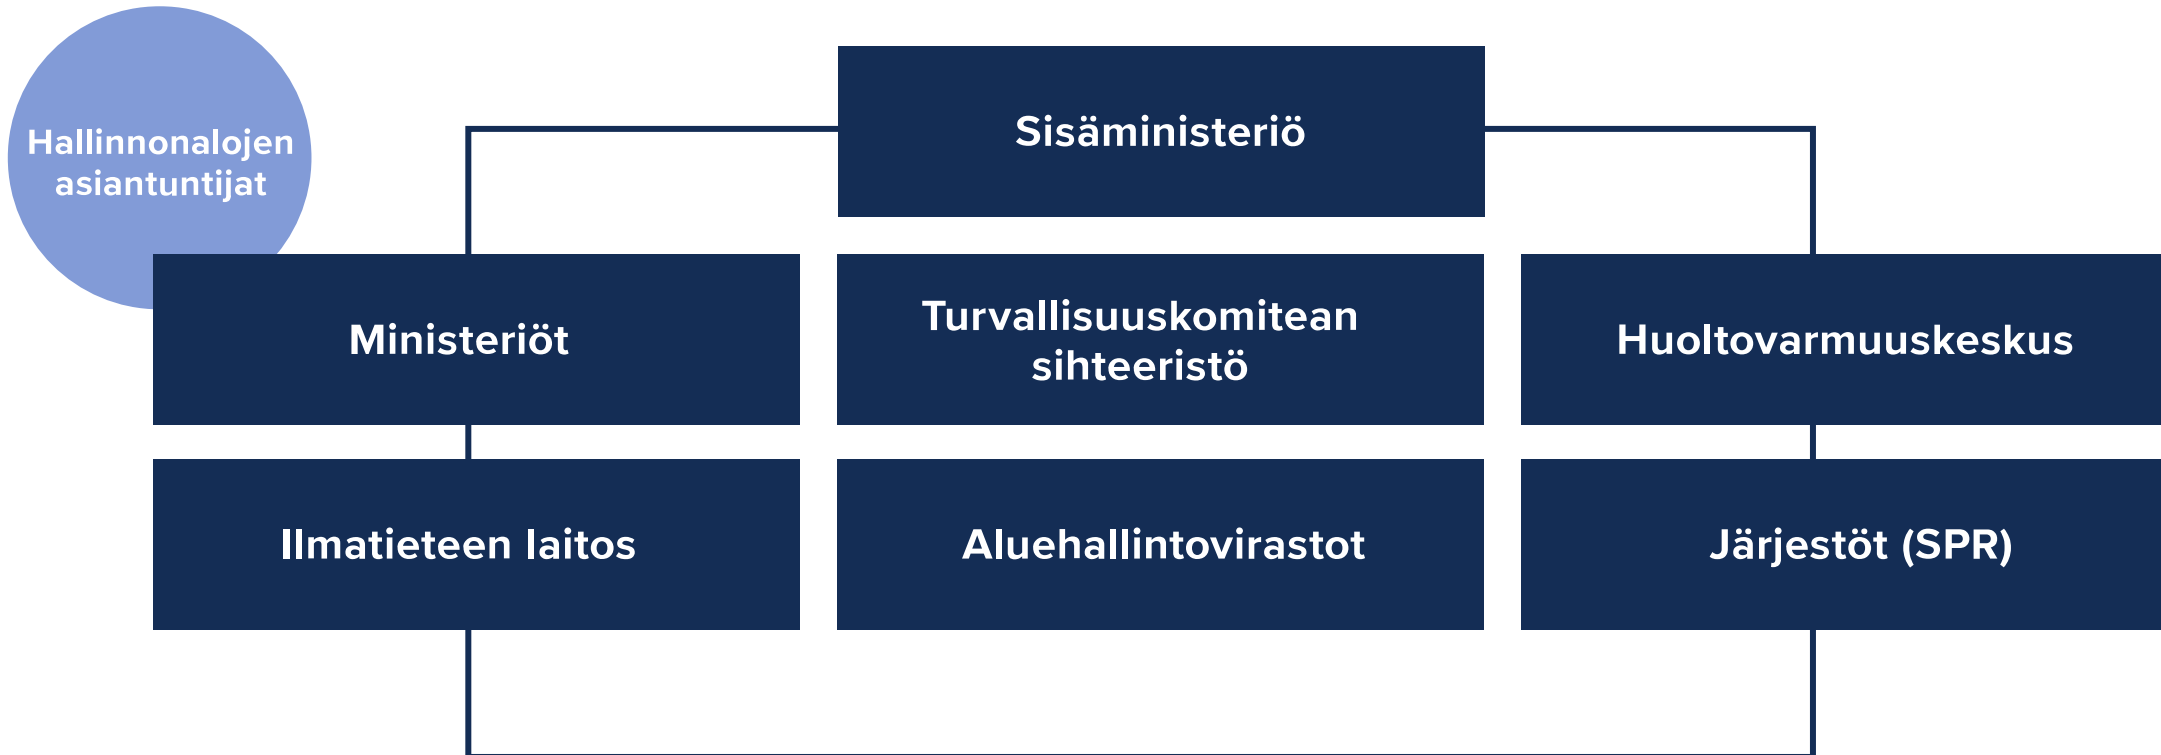 Hallinnonalojen
asiantuntijat
Sisäministeriö
Ministeriöt
Turvallisuuskomitean
sihteeristö
Huoltovarmuuskeskus
Ilmatieteen laitos
Aluehallintovirastot
Järjestöt (SPR)